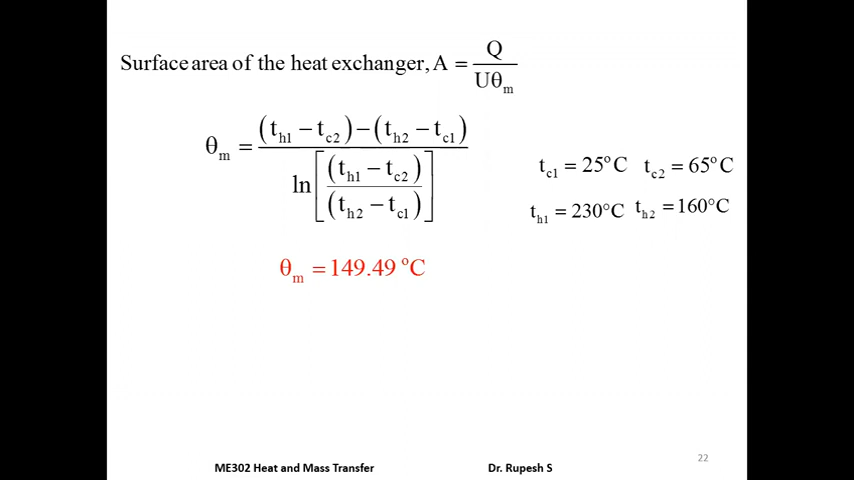 Surface area of the heat exchanger, A = Q / Uθm
θm = (th1 − tc2) − (th2 − tc1) / ln[(th1 − tc2) / (th2 − tc1)]
tc1 = 25°C tc2 = 65°C
th1 = 230°C th2 = 160°C
θm = 149.49 °C
22
ME302 Heat and Mass Transfer Dr. Rupesh S